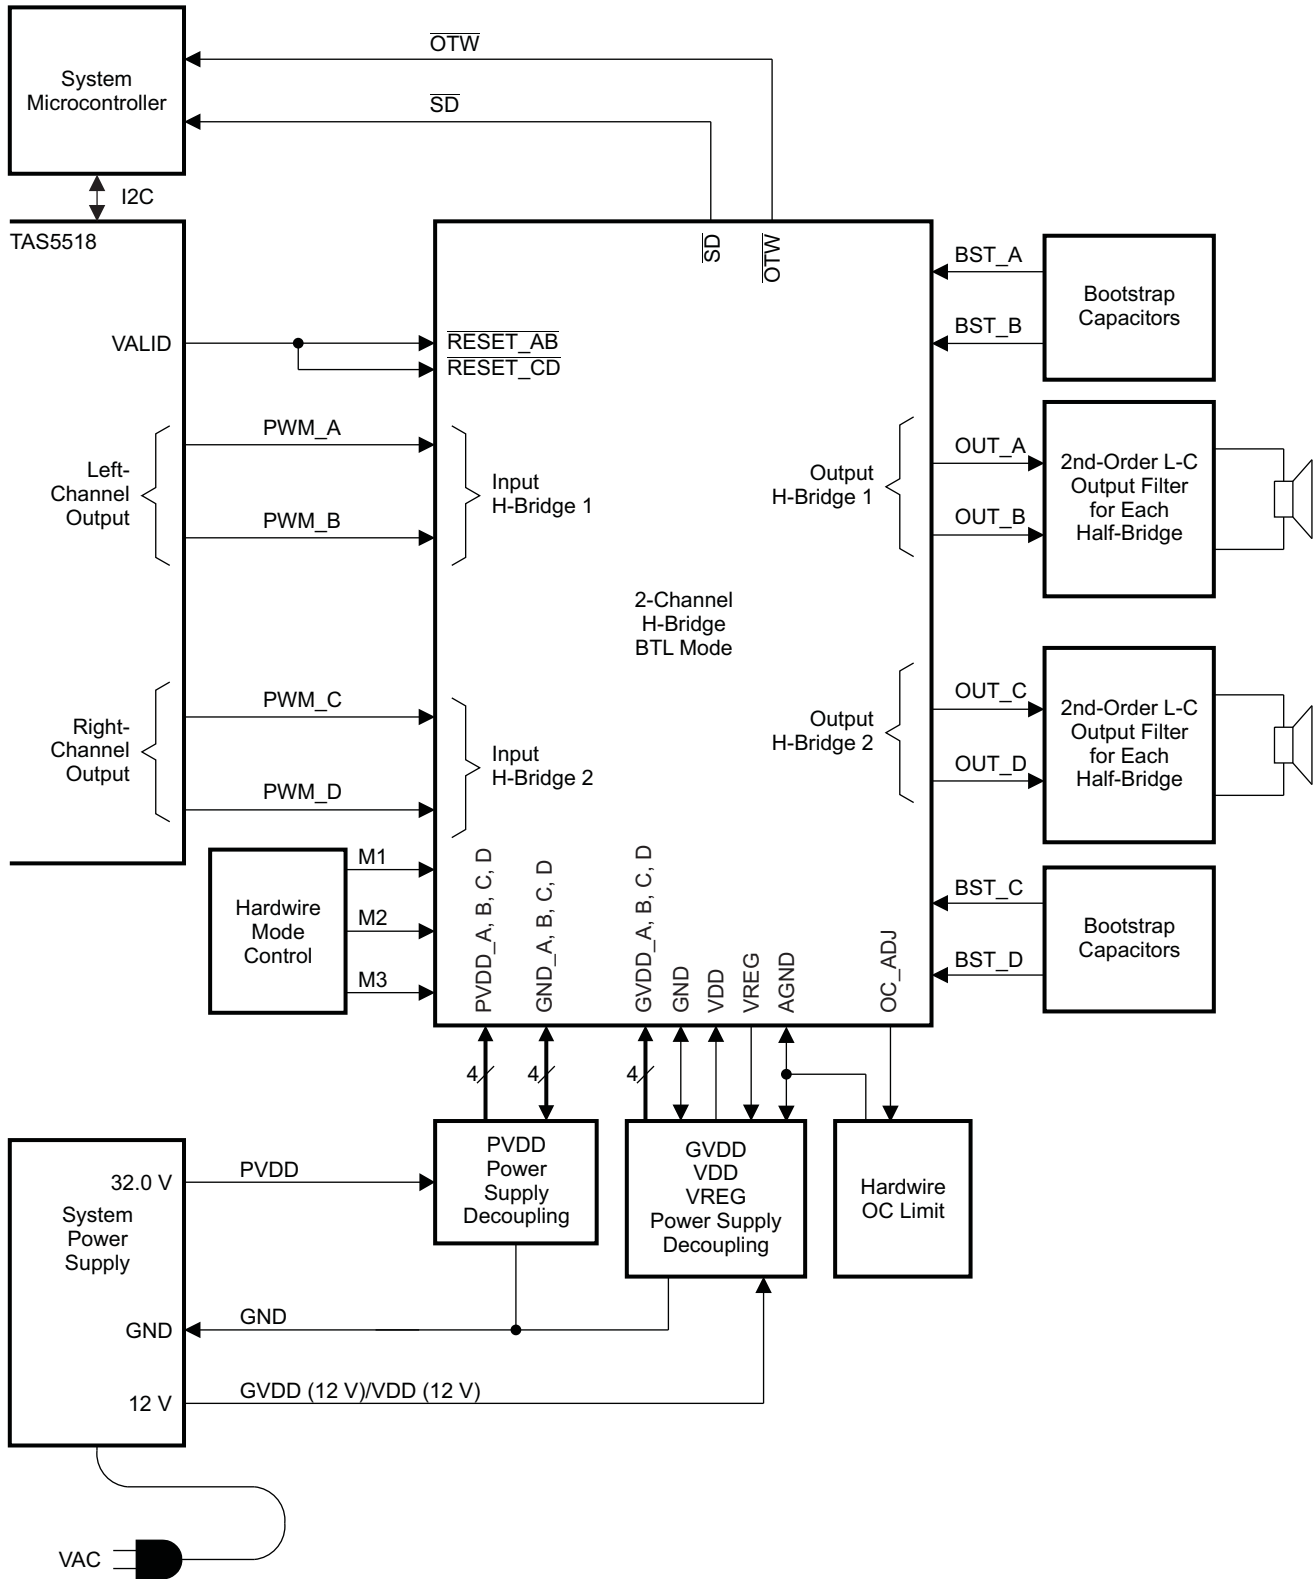 OTW
System
Microcontroller
SD
I2C
TAS5518
SD
OTW
BST_A
Bootstrap
Capacitors
BST_B
VALID
RESET_AB
RESET_CD
PWM_A
Left-
Channel
Output
PWM_B
Input
H-Bridge 1
Output
H-Bridge 1
OUT_A
OUT_B
2nd-Order L-C
Output Filter
for Each
Half-Bridge
2-Channel
H-Bridge
BTL Mode
PWM_C
Right-
Channel
Output
PWM_D
Input
H-Bridge 2
Output
H-Bridge 2
OUT_C
OUT_D
2nd-Order L-C
Output Filter
for Each
Half-Bridge
M1
Hardwire
Mode
Control
M2
M3
PVDD_A, B, C, D
GND_A, B, C, D
GVDD_A, B, C, D
GND
VDD
VREG
AGND
OC_ADJ
BST_C
Bootstrap
Capacitors
BST_D
4
4
4
PVDD
Power
Supply
Decoupling
GVDD
VDD
VREG
Power Supply
Decoupling
Hardwire
OC Limit
32.0 V
PVDD
System
Power
Supply
GND
GND
12 V
GVDD (12 V)/VDD (12 V)
VAC